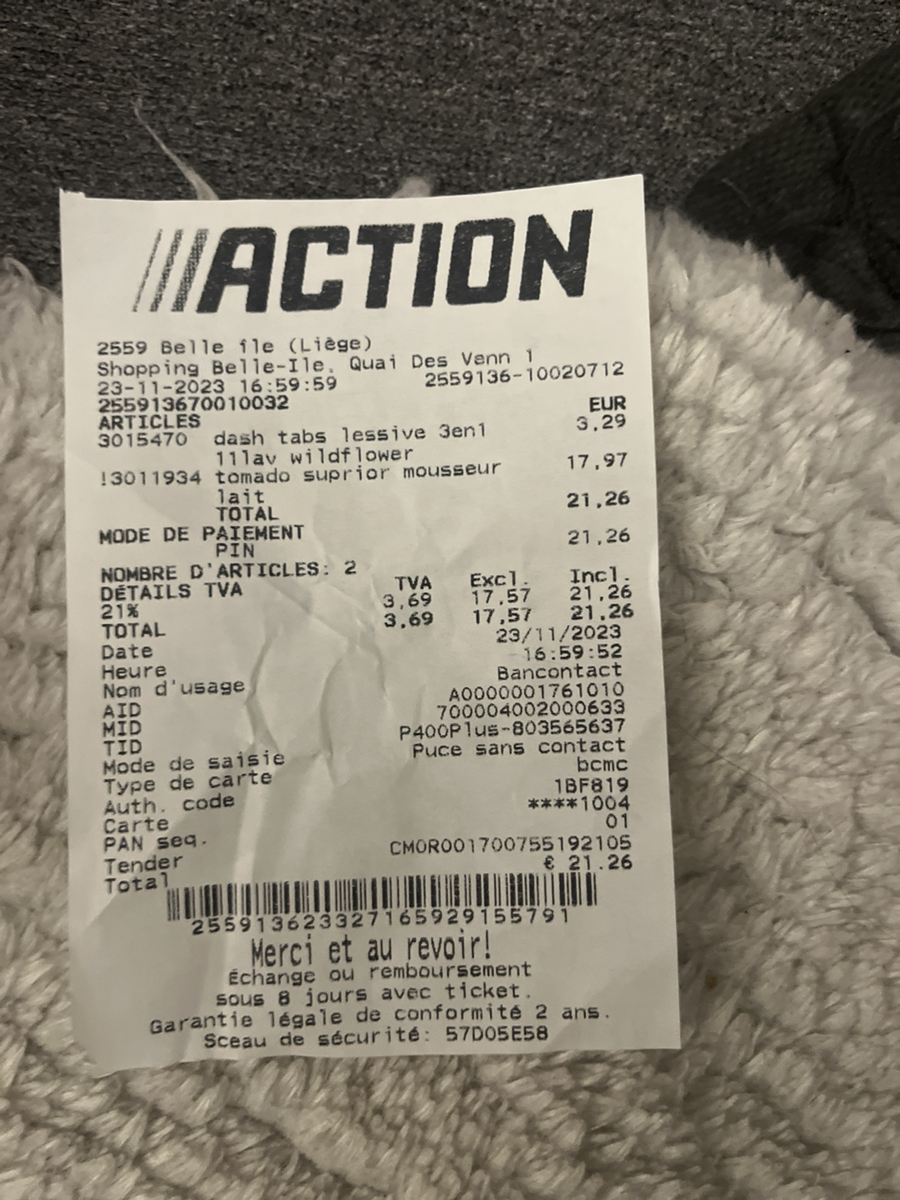 ACTION
2559 Belle île (Liège)
Shopping Belle-Ile, Quai Des Venn 1
23-11-2023 16:59:59 2559136-10020712
255913670010032
ARTICLES EUR
3015470 dash tabs lessive 3en1 3,29
11lav wildflower
!3011934 tomado suprior mousseur 17,97
lait
TOTAL 21,26
MODE DE PAIEMENT
PIN 21,26
NOMBRE D'ARTICLES: 2
DÉTAILS TVA TVA Excl. Incl.
21% 3,69 17,57 21,26
TOTAL 3,69 17,57 21,26
Date 23/11/2023
Heure 16:59:52
Nom d'usage Bancontact
AID A0000001761010
MID 700004002000633
TID P400Plus-803565637
Mode de saisie Puce sans contact
Type de carte bcmc
Auth. code 1BF819
Carte ****1004
PAN seq. 01
Tender CM0R001700755192105
Total € 21.26
255913623327165929155791
Merci et au revoir!
Échange ou remboursement
sous 8 jours avec ticket.
Garantie légale de conformité 2 ans.
Sceau de sécurité: 57D05E58